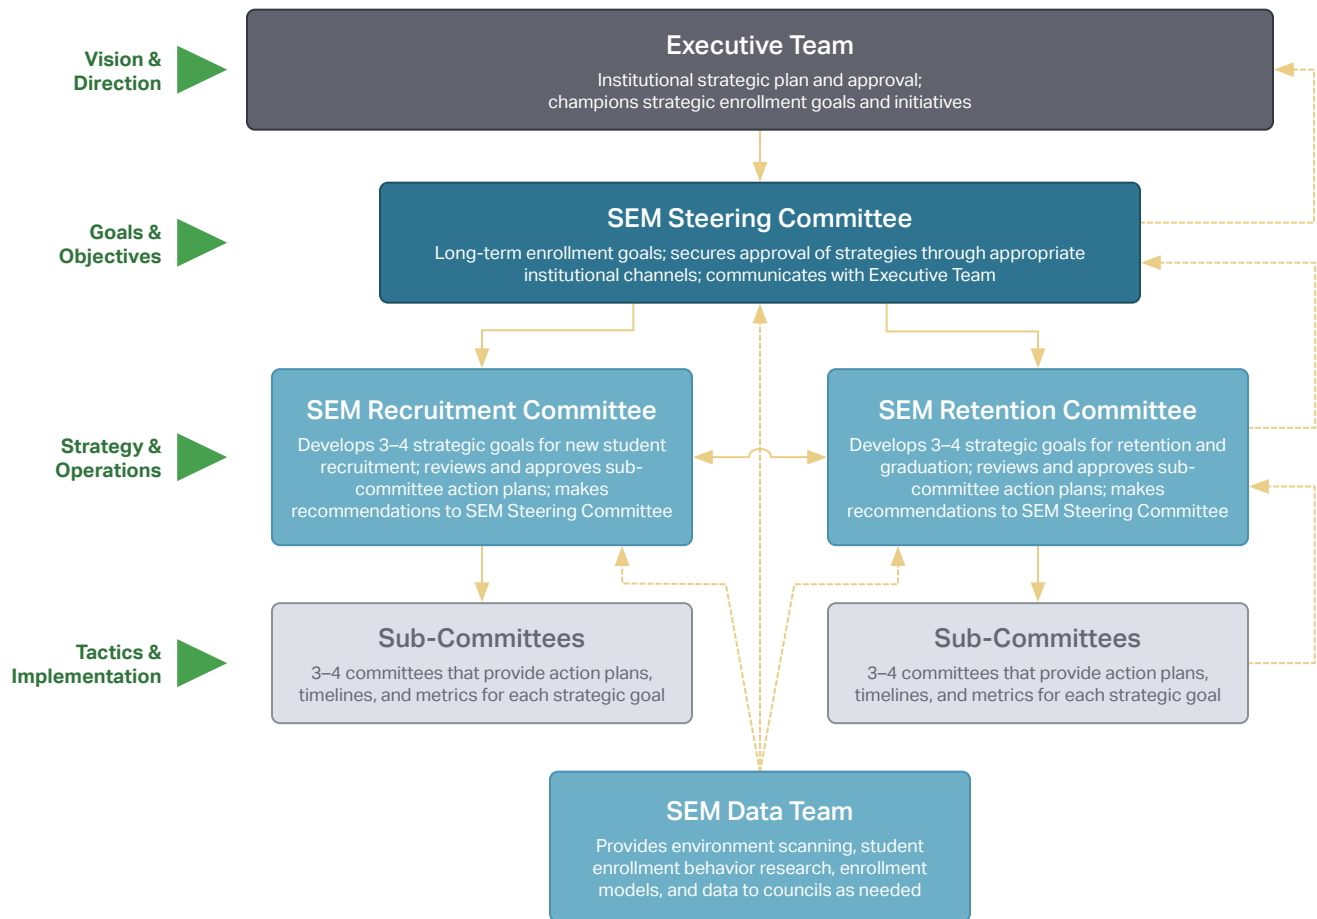 Vision &
Direction
Executive Team
Institutional strategic plan and approval;
champions strategic enrollment goals and initiatives
Goals &
Objectives
SEM Steering Committee
Long-term enrollment goals; secures approval of strategies through appropriate
institutional channels; communicates with Executive Team
Strategy &
Operations
SEM Recruitment Committee
Develops 3–4 strategic goals for new student
recruitment; reviews and approves sub-
committee action plans; makes
recommendations to SEM Steering Committee
SEM Retention Committee
Develops 3–4 strategic goals for retention and
graduation; reviews and approves sub-
committee action plans; makes
recommendations to SEM Steering Committee
Tactics &
Implementation
Sub-Committees
3–4 committees that provide action plans,
timelines, and metrics for each strategic goal
Sub-Committees
3–4 committees that provide action plans,
timelines, and metrics for each strategic goal
SEM Data Team
Provides environment scanning, student
enrollment behavior research, enrollment
models, and data to councils as needed